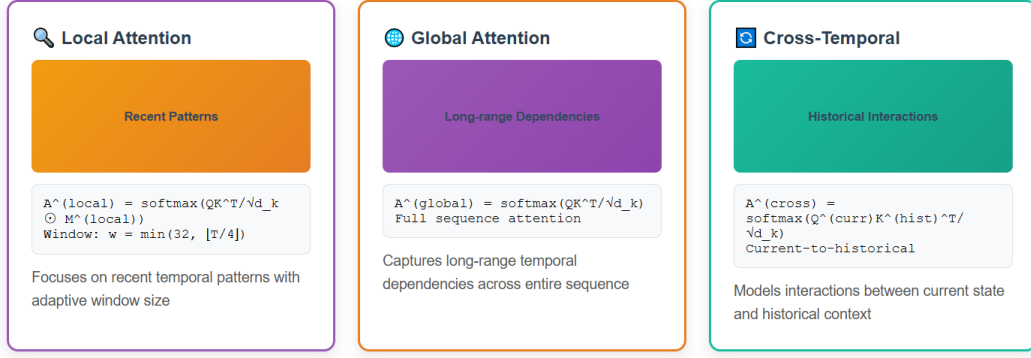 🔍 Local Attention
Recent Patterns
A^(local) = softmax(QK^T/√d_k
⊙ M^(local))
Window: w = min(32, ⌊T/4⌋)
Focuses on recent temporal patterns with
adaptive window size
🌐 Global Attention
Long-range Dependencies
A^(global) = softmax(QK^T/√d_k)
Full sequence attention
Captures long-range temporal
dependencies across entire sequence
🔄 Cross-Temporal
Historical Interactions
A^(cross) =
softmax(Q^(curr)K^(hist)^T/
√d_k)
Current-to-historical
Models interactions between current state
and historical context